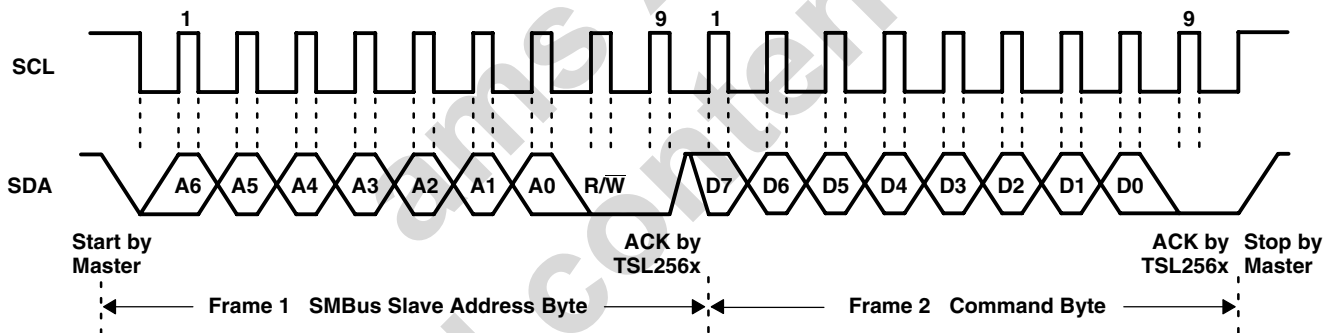 1 9 1 9
SCL
SDA A6 A5 A4 A3 A2 A1 A0 R/W̅ D7 D6 D5 D4 D3 D2 D1 D0
Start by Master
ACK by TSL256x
ACK by TSL256x
Stop by Master
Frame 1 SMBus Slave Address Byte
Frame 2 Command Byte
ams